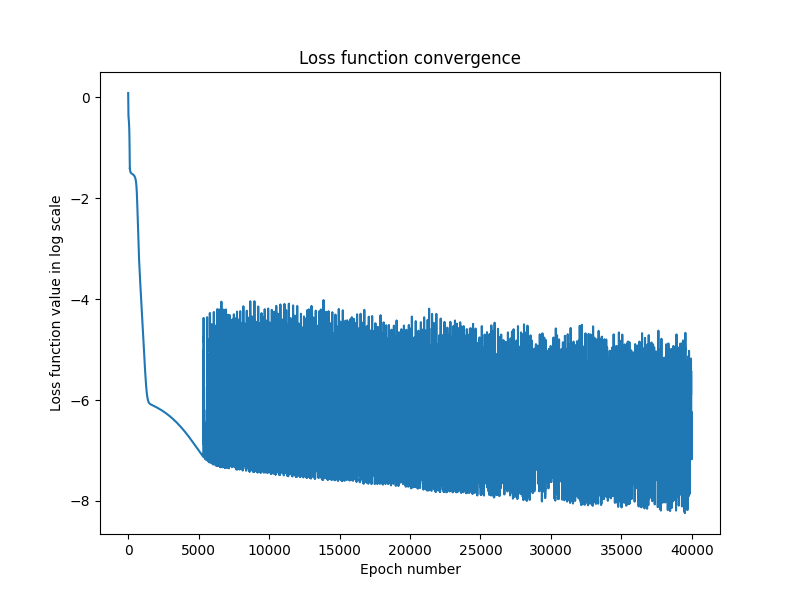 Loss function convergence
Loss function value in log scale
0
−2
−4
−6
−8
0 5000 10000 15000 20000 25000 30000 35000 40000
Epoch number